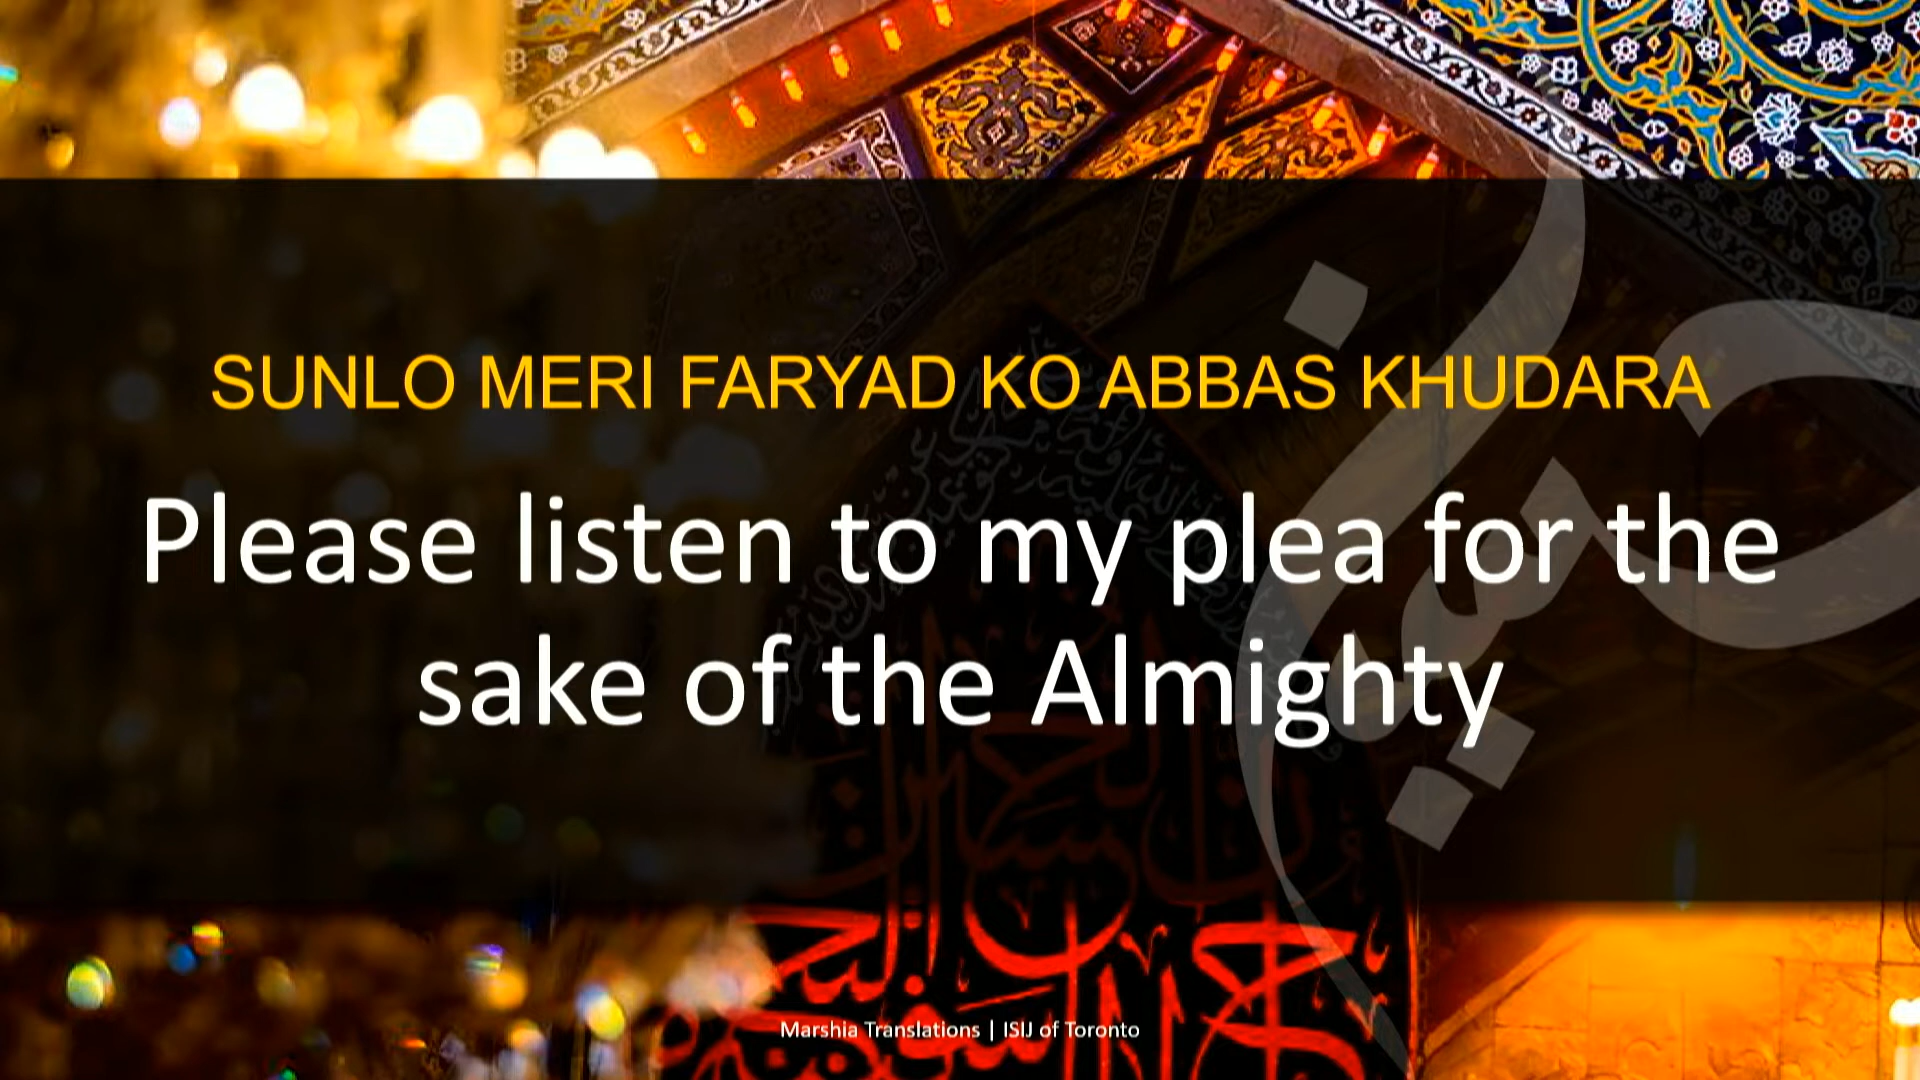 SUNLO MERI FARYAD KO ABBAS KHUDARA
Please listen to my plea for the
sake of the Almighty
Marshia Translations | ISIJ of Toronto